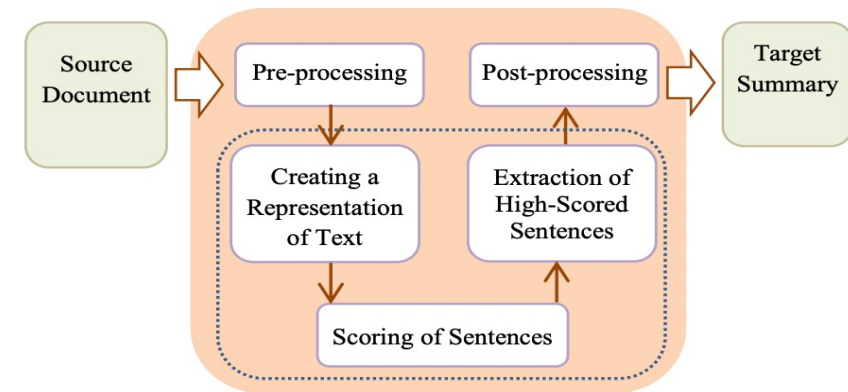 Source
Document
Pre-processing
Creating a
Representation
of Text
Scoring of Sentences
Extraction of
High-Scored
Sentences
Post-processing
Target
Summary